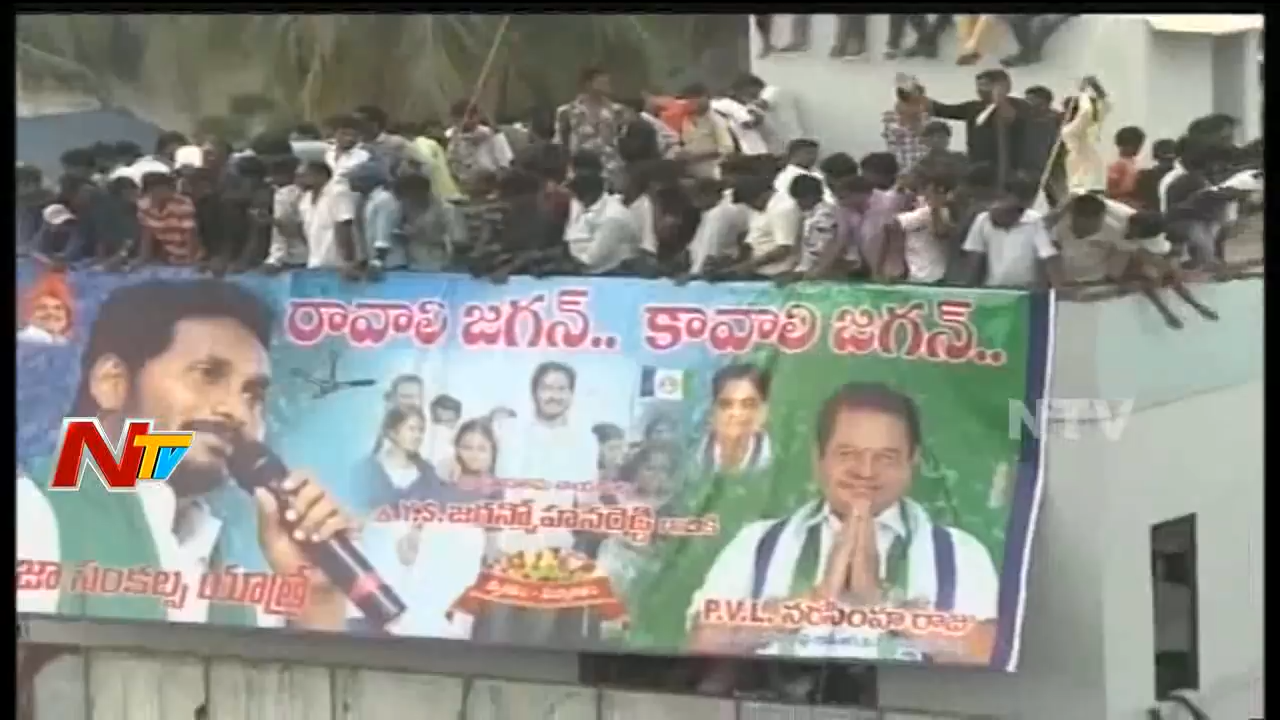 రావాలి జగన్.. కావాలి జగన్..
NTV
NTV
Y.S. జగన్మోహనరెడ్డి
జా సంకల్ప యాత్ర
P.V.L. నరసింహ రాజు